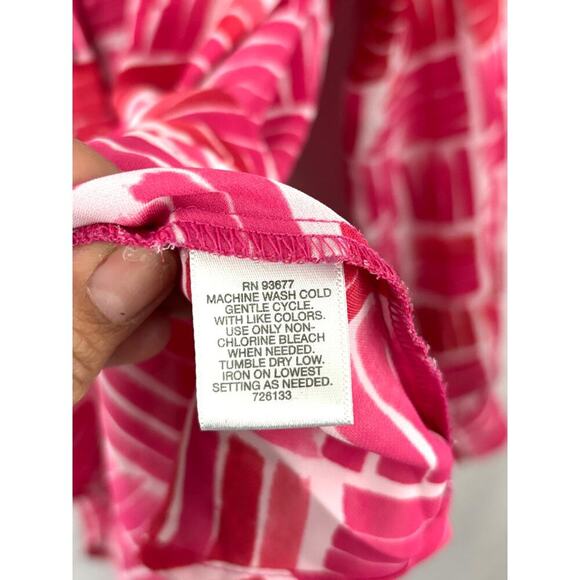 RN 93677
MACHINE WASH COLD
GENTLE CYCLE.
WITH LIKE COLORS.
USE ONLY NON-
CHLORINE BLEACH
WHEN NEEDED.
TUMBLE DRY LOW.
IRON ON LOWEST
SETTING AS NEEDED.
726133